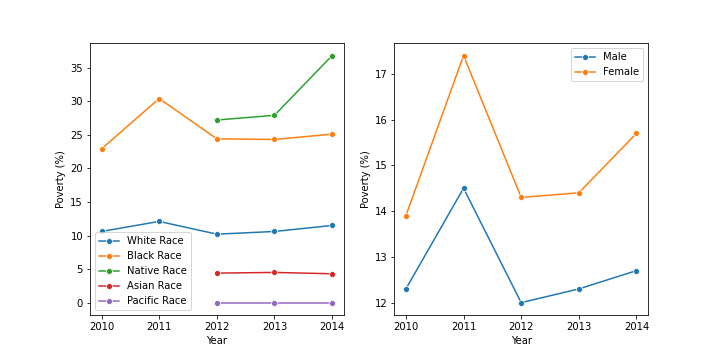 Poverty (%)
35
30
25
20
15
10
5
0
White Race
Black Race
Native Race
Asian Race
Pacific Race
2010 2011 2012 2013 2014
Year
Poverty (%)
17
16
15
14
13
12
Male
Female
2010 2011 2012 2013 2014
Year